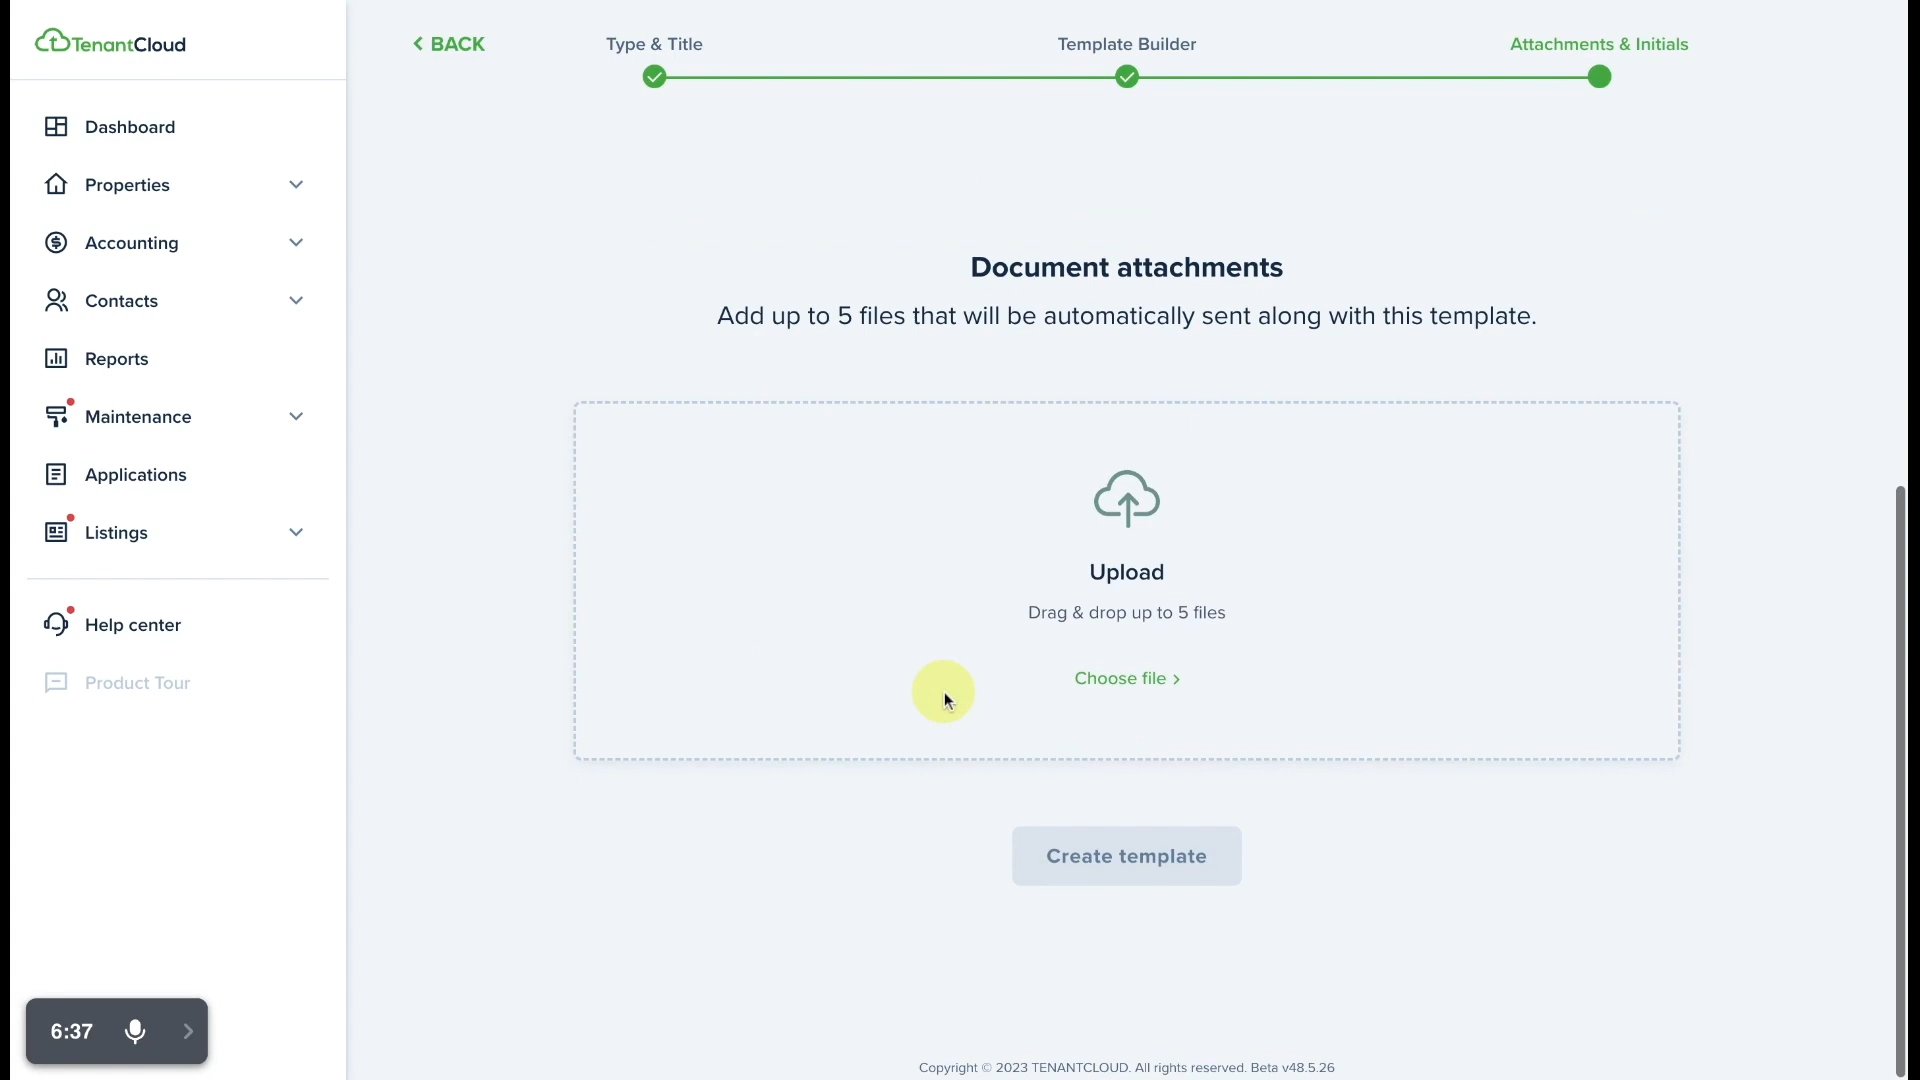 TenantCloud
BACK
Type & Title
Template Builder
Attachments & Initials
Dashboard
Properties
Accounting
Contacts
Reports
Maintenance
Applications
Listings
Help center
Product Tour
Document attachments
Add up to 5 files that will be automatically sent along with this template.
Upload
Drag & drop up to 5 files
Choose file
Create template
6:37
Copyright © 2023 TENANTCLOUD. All rights reserved. Beta v48.5.26